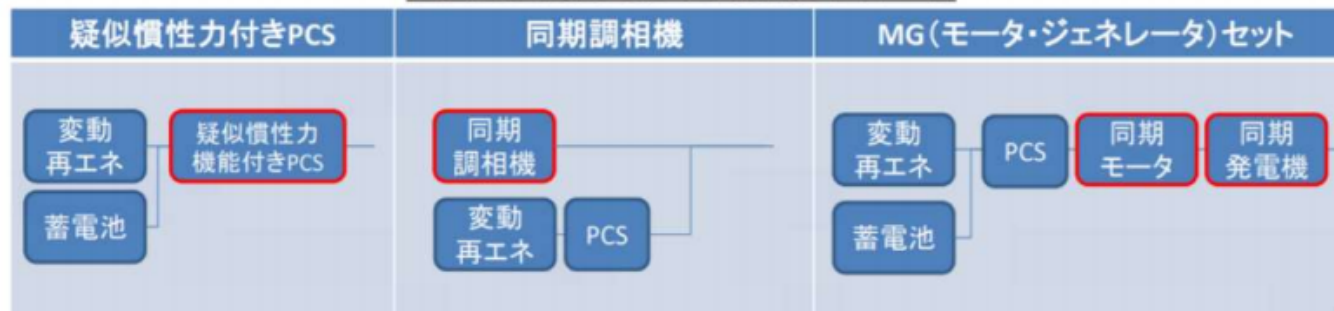 疑似慣性力付きPCS
同期調相機
MG(モータ・ジェネレータ)セット
変動
再エネ
疑似慣性力
機能付きPCS
蓄電池
同期
調相機
変動
再エネ
PCS
変動
再エネ
PCS
同期
モータ
同期
発電機
蓄電池